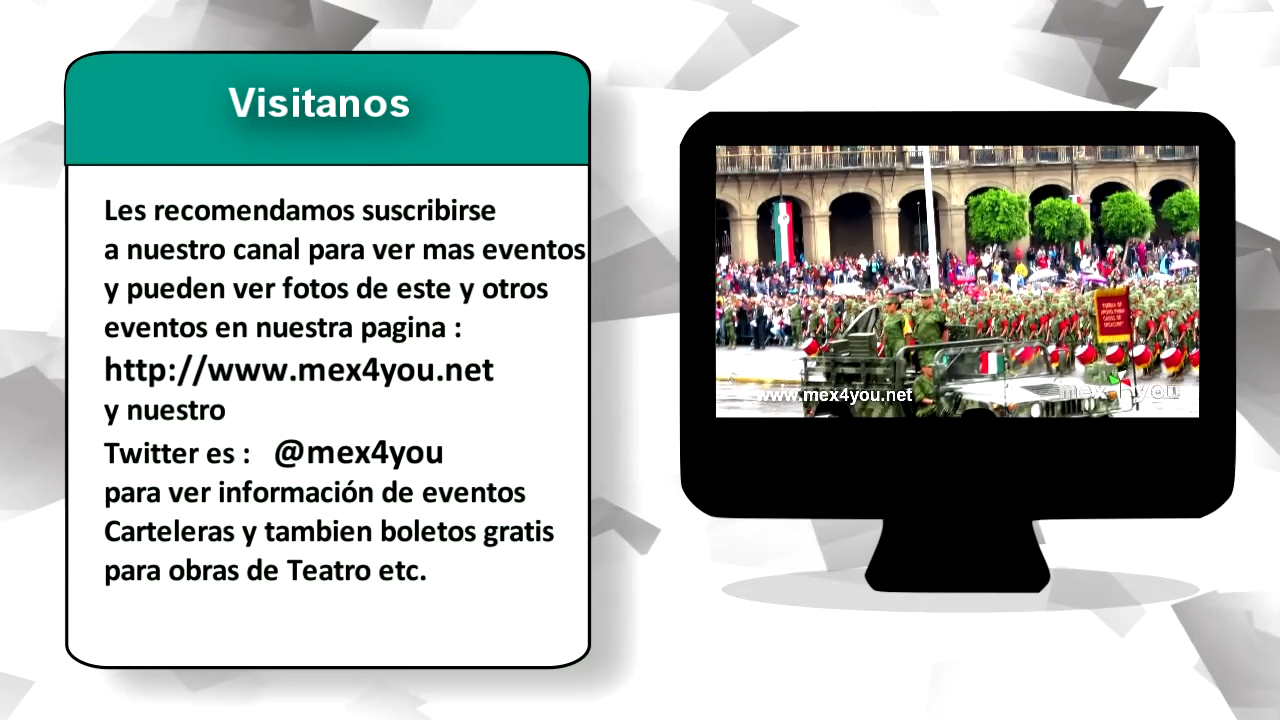 Visitanos
Les recomendamos suscribirse
a nuestro canal para ver mas eventos
y pueden ver fotos de este y otros
eventos en nuestra pagina :
http://www.mex4you.net
y nuestro
Twitter es : @mex4you
para ver información de eventos
Carteleras y tambien boletos gratis
para obras de Teatro etc.
www.mex4you.net
mex4you